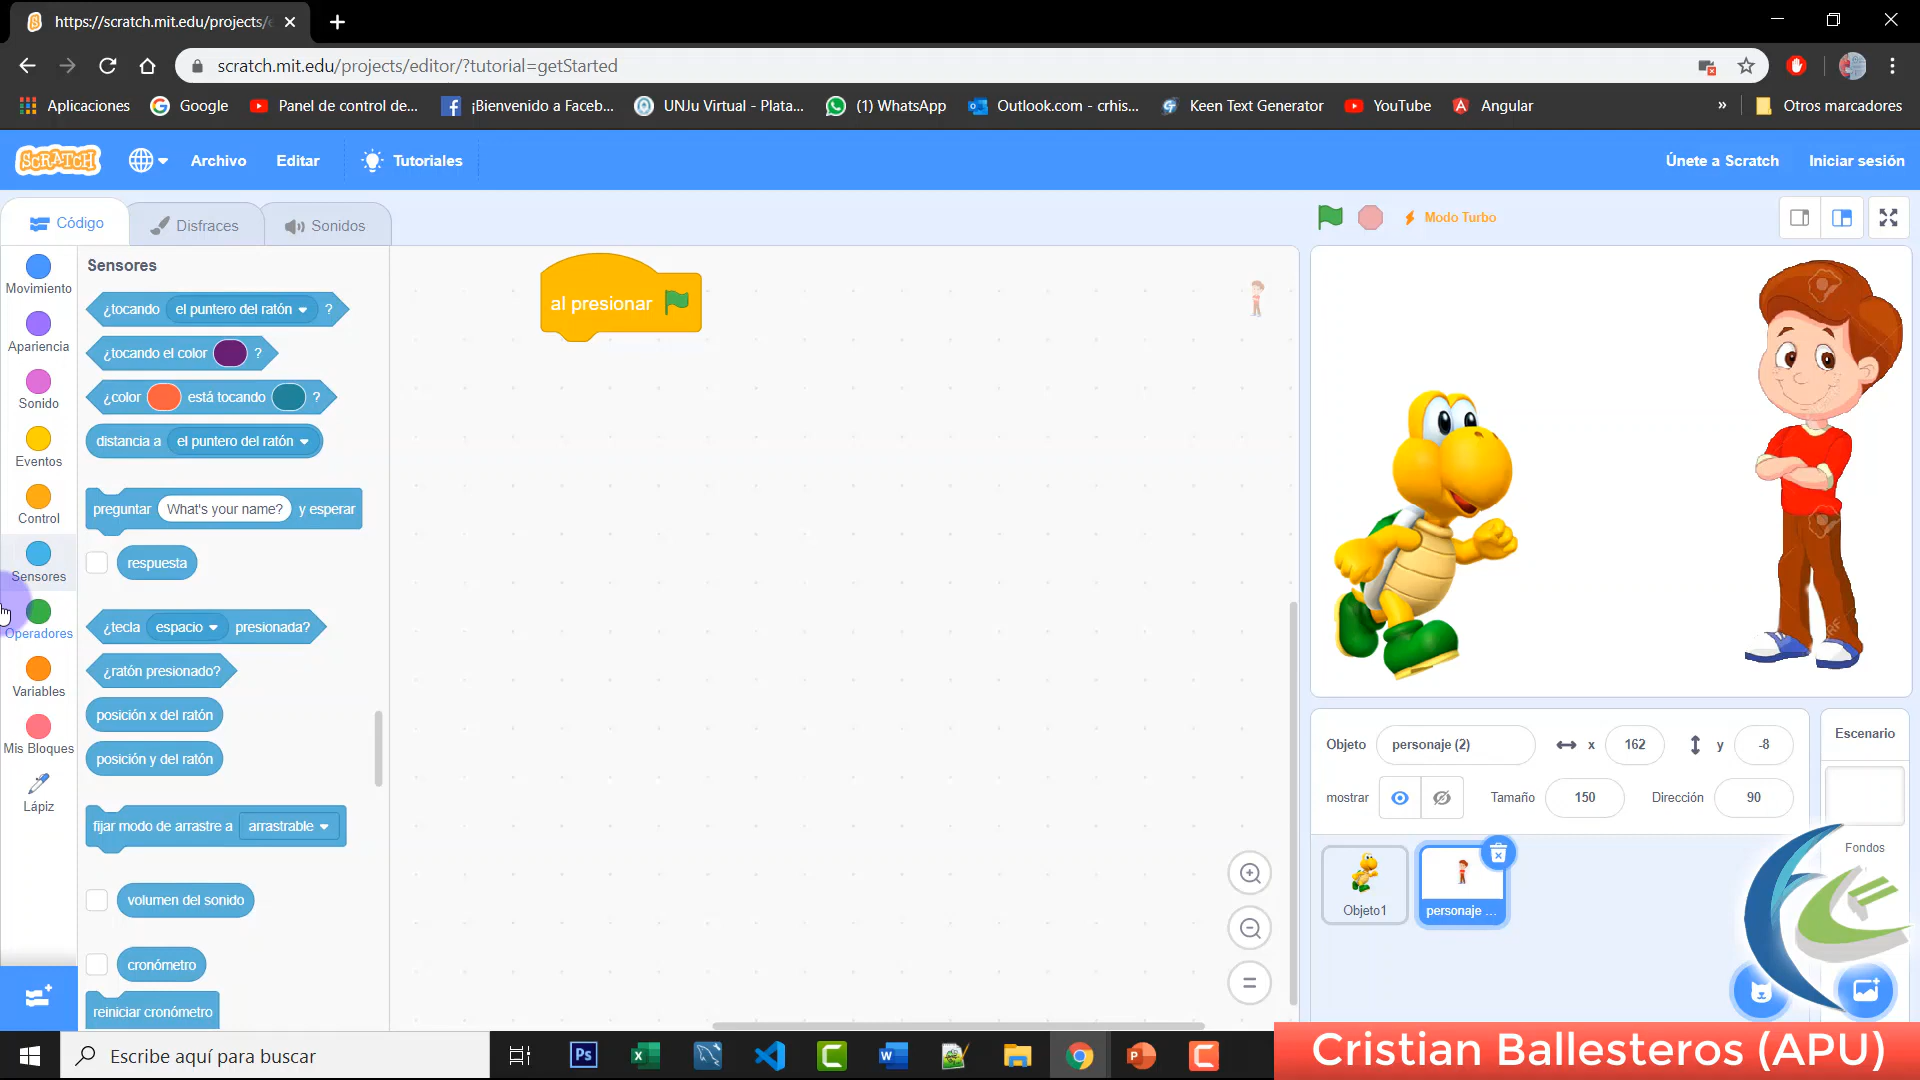 https://scratch.mit.edu/projects/e
scratch.mit.edu/projects/editor/?tutorial=getStarted
Aplicaciones Google Panel de control de... ¡Bienvenido a Faceb... UNJu Virtual - Plata... (1) WhatsApp Outlook.com - crhis... Keen Text Generator YouTube Angular » Otros marcadores
SCRATCH Archivo Editar Tutoriales Únete a Scratch Iniciar sesión
Código Disfraces Sonidos Modo Turbo
Movimiento
Apariencia
Sonido
Eventos
Control
Sensores
Operadores
Variables
Mis Bloques
Lápiz
Sensores
¿tocando el puntero del ratón ?
¿tocando el color ?
¿color está tocando ?
distancia a el puntero del ratón
preguntar What's your name? y esperar
respuesta
¿tecla espacio presionada?
¿ratón presionado?
posición x del ratón
posición y del ratón
fijar modo de arrastre a arrastrable
volumen del sonido
cronómetro
reiniciar cronómetro
al presionar
Objeto personaje (2) x 162 y -8
mostrar Tamaño 150 Dirección 90
Objeto1
personaje ...
Escenario
Fondos
Escribe aquí para buscar
Cristian Ballesteros (APU)